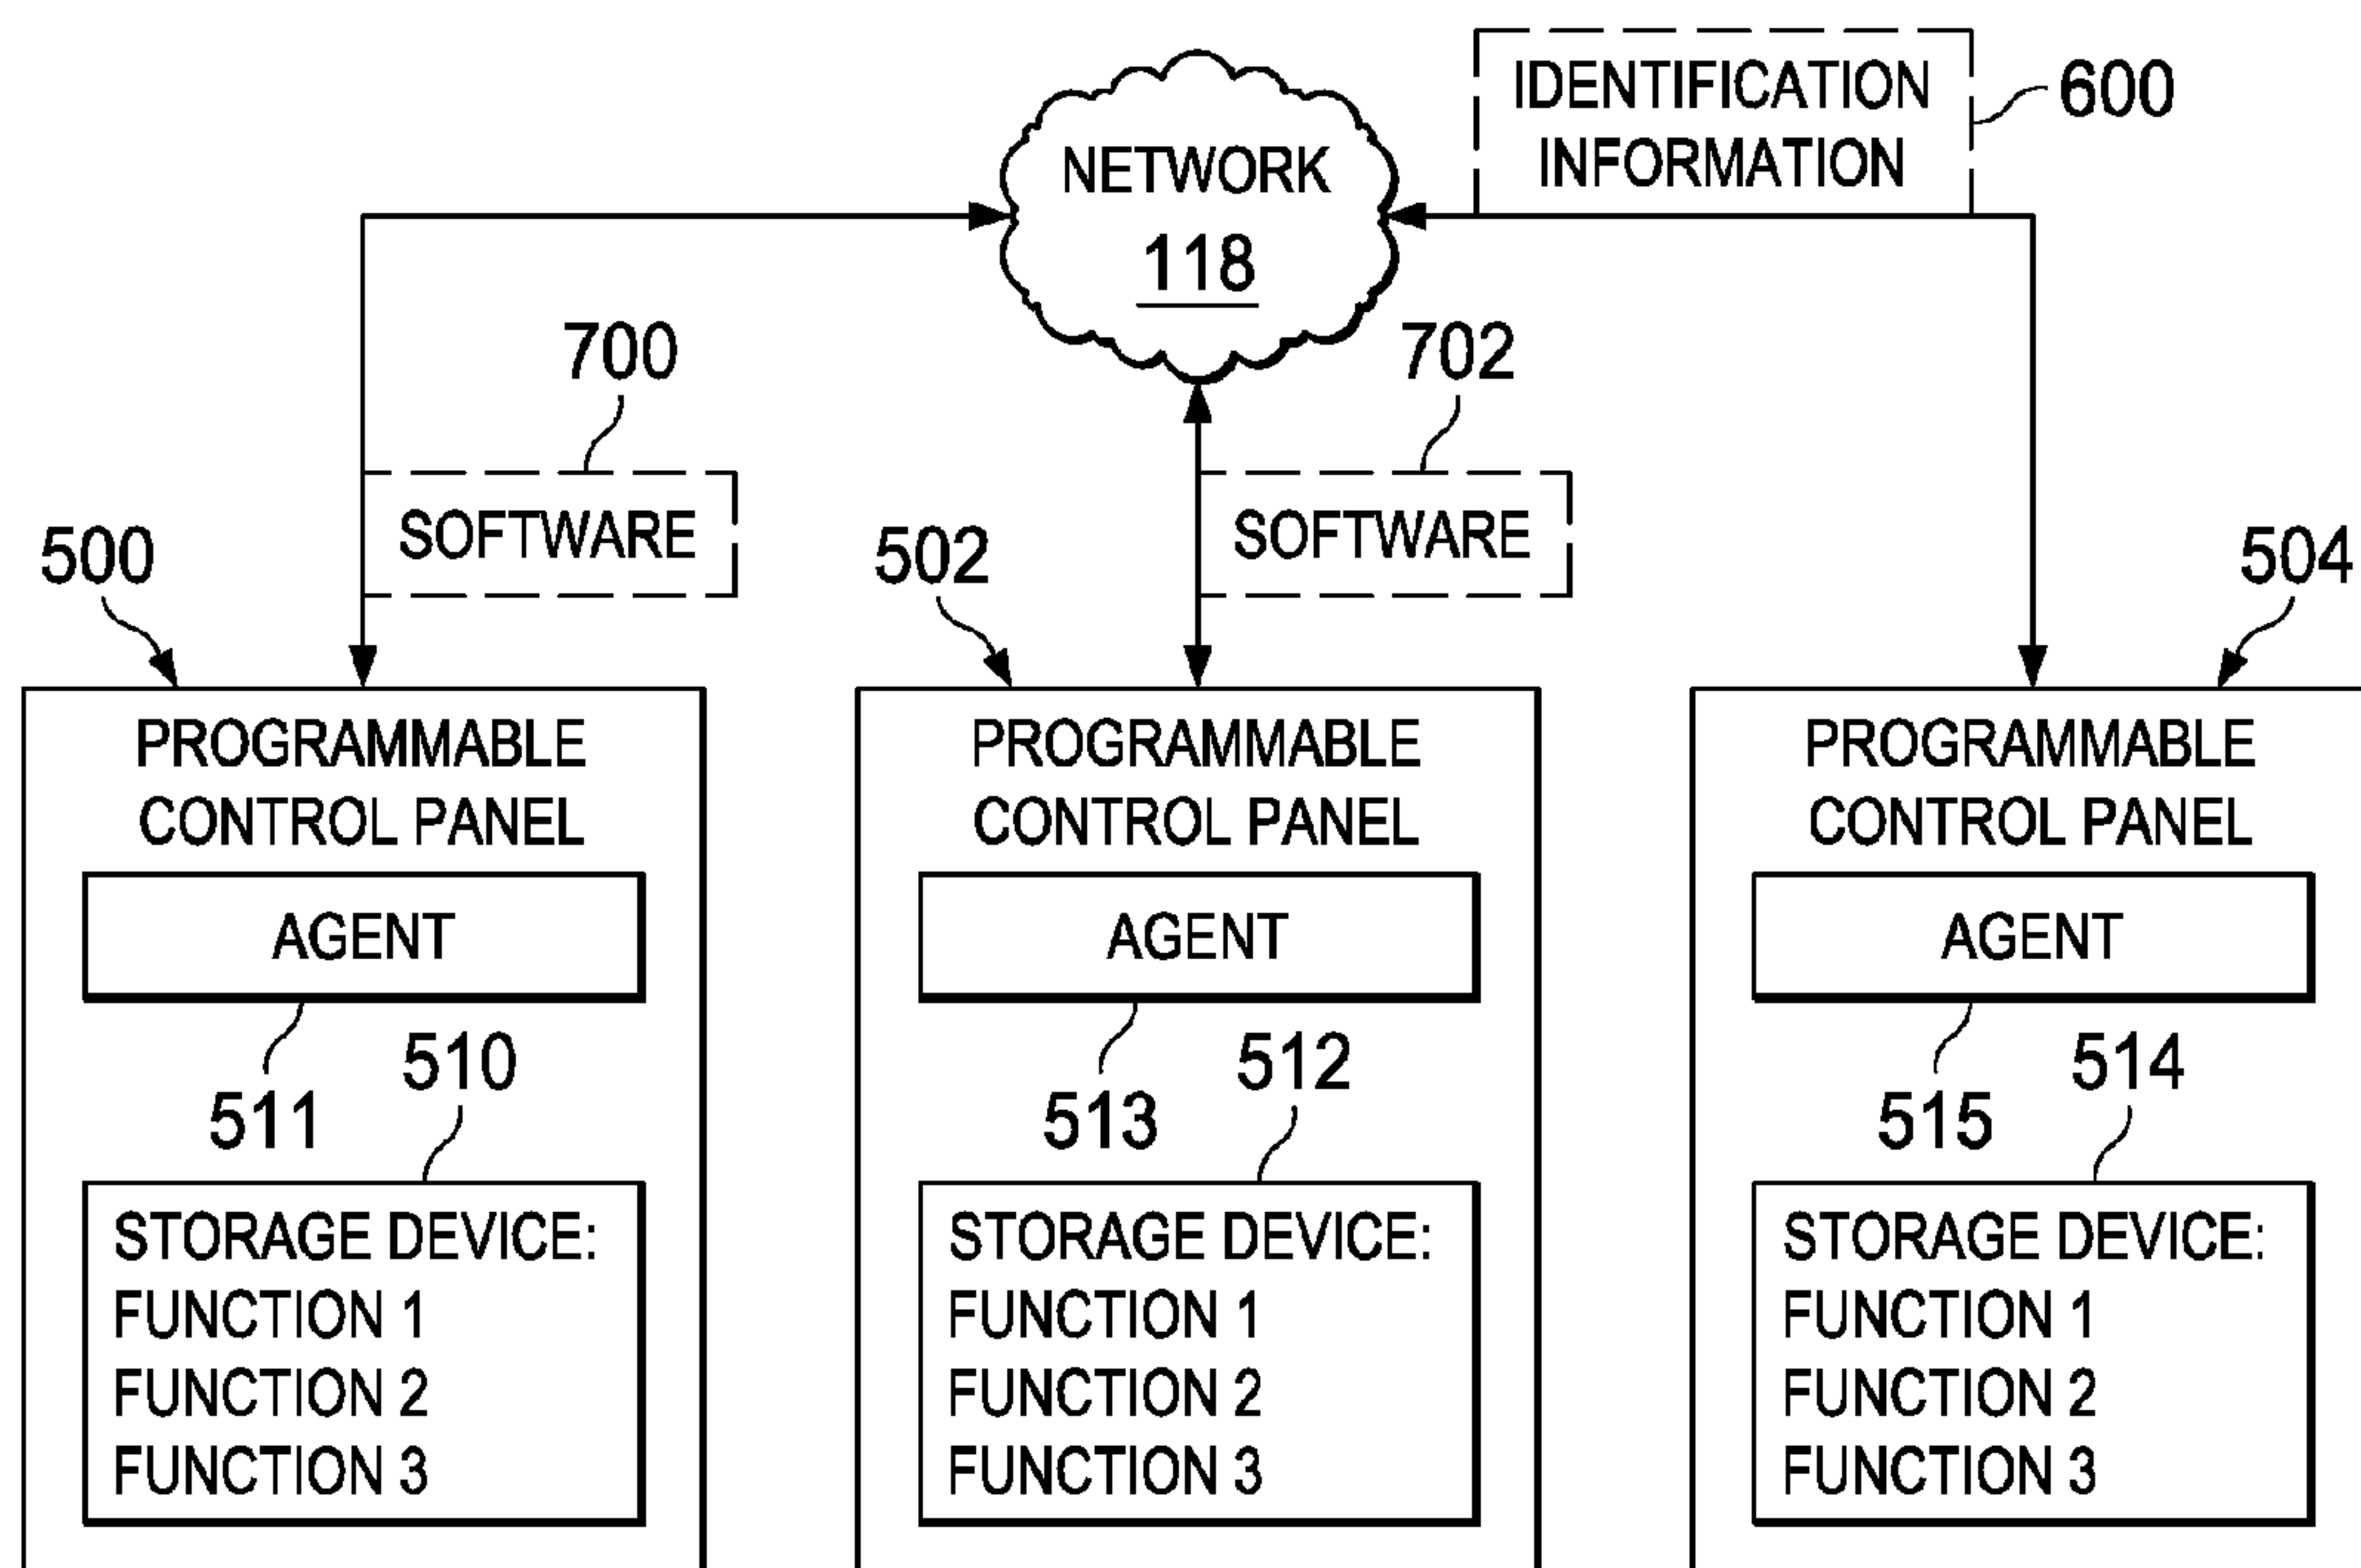 IDENTIFICATION
INFORMATION
600
NETWORK
118
700
702
SOFTWARE
SOFTWARE
500
502
504
PROGRAMMABLE
CONTROL PANEL
AGENT
511
510
STORAGE DEVICE:
FUNCTION 1
FUNCTION 2
FUNCTION 3
PROGRAMMABLE
CONTROL PANEL
AGENT
513
512
STORAGE DEVICE:
FUNCTION 1
FUNCTION 2
FUNCTION 3
PROGRAMMABLE
CONTROL PANEL
AGENT
515
514
STORAGE DEVICE:
FUNCTION 1
FUNCTION 2
FUNCTION 3